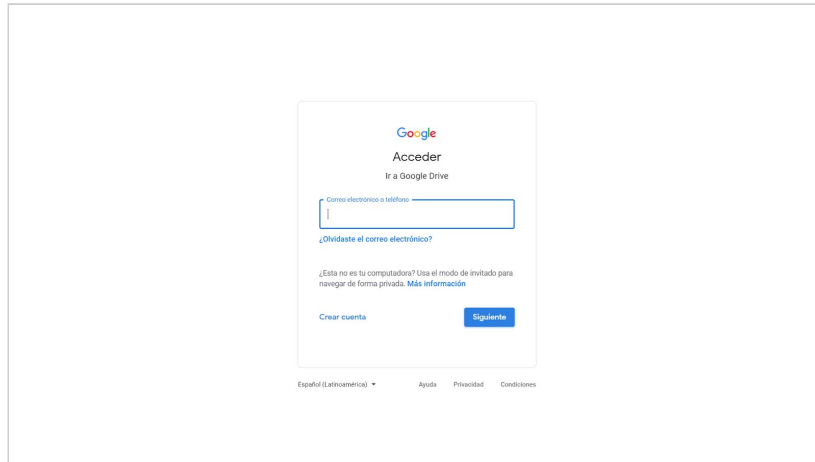 Google
Acceder
Ir a Google Drive
Correo electrónico o teléfono
¿Olvidaste el correo electrónico?
¿Esta no es tu computadora? Usa el modo de invitado para
navegar de forma privada. Más información
Crear cuenta Siguiente
Español (Latinoamérica) Ayuda Privacidad Condiciones